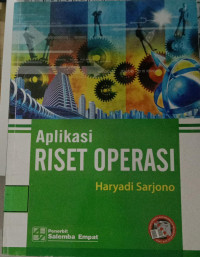 Aplikasi
RISET OPERASI
Haryadi Sarjono
Penerbit
Salemba Empat